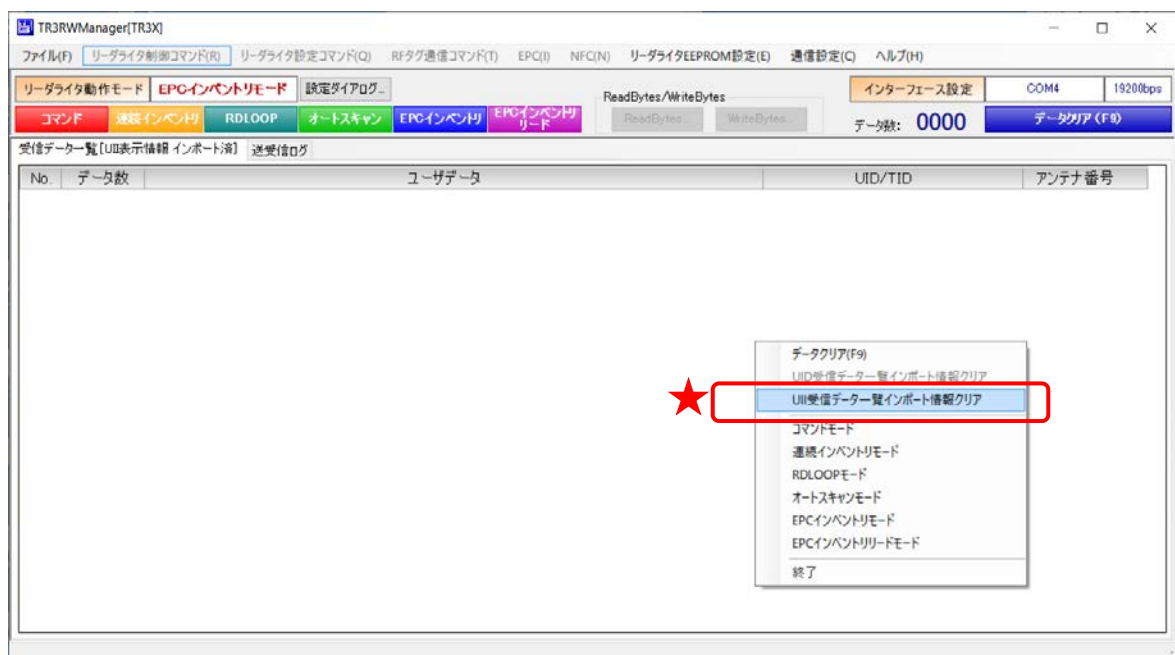 TR3RWManager[TR3X]
ファイル(F) リーダライタ制御コマンド(R) リーダライタ設定コマンド(Q) RFタグ通信コマンド(T) EPC(I) NFC(N) リーダライタEEPROM設定(E) 通信設定(C) ヘルプ(H)
リーダライタ動作モード EPCインベントリモード 設定ダイアログ... インターフェース設定 COM4 19200bps
ReadBytes/WriteBytes
コマンド 連続インベントリ RDLOOP オートスキャン EPCインベントリ EPCインベントリリード ReadBytes... WriteBytes... データ数: 0000 データクリア(F9)
受信データ一覧[UII表示情報 インポート済] 送受信ログ
No. データ数 ユーザデータ UID/TID アンテナ番号
データクリア(F9)
UID受信データ一覧インポート情報クリア
UII受信データ一覧インポート情報クリア
コマンドモード
連続インベントリモード
RDLOOPモード
オートスキャンモード
EPCインベントリモード
EPCインベントリリードモード
終了